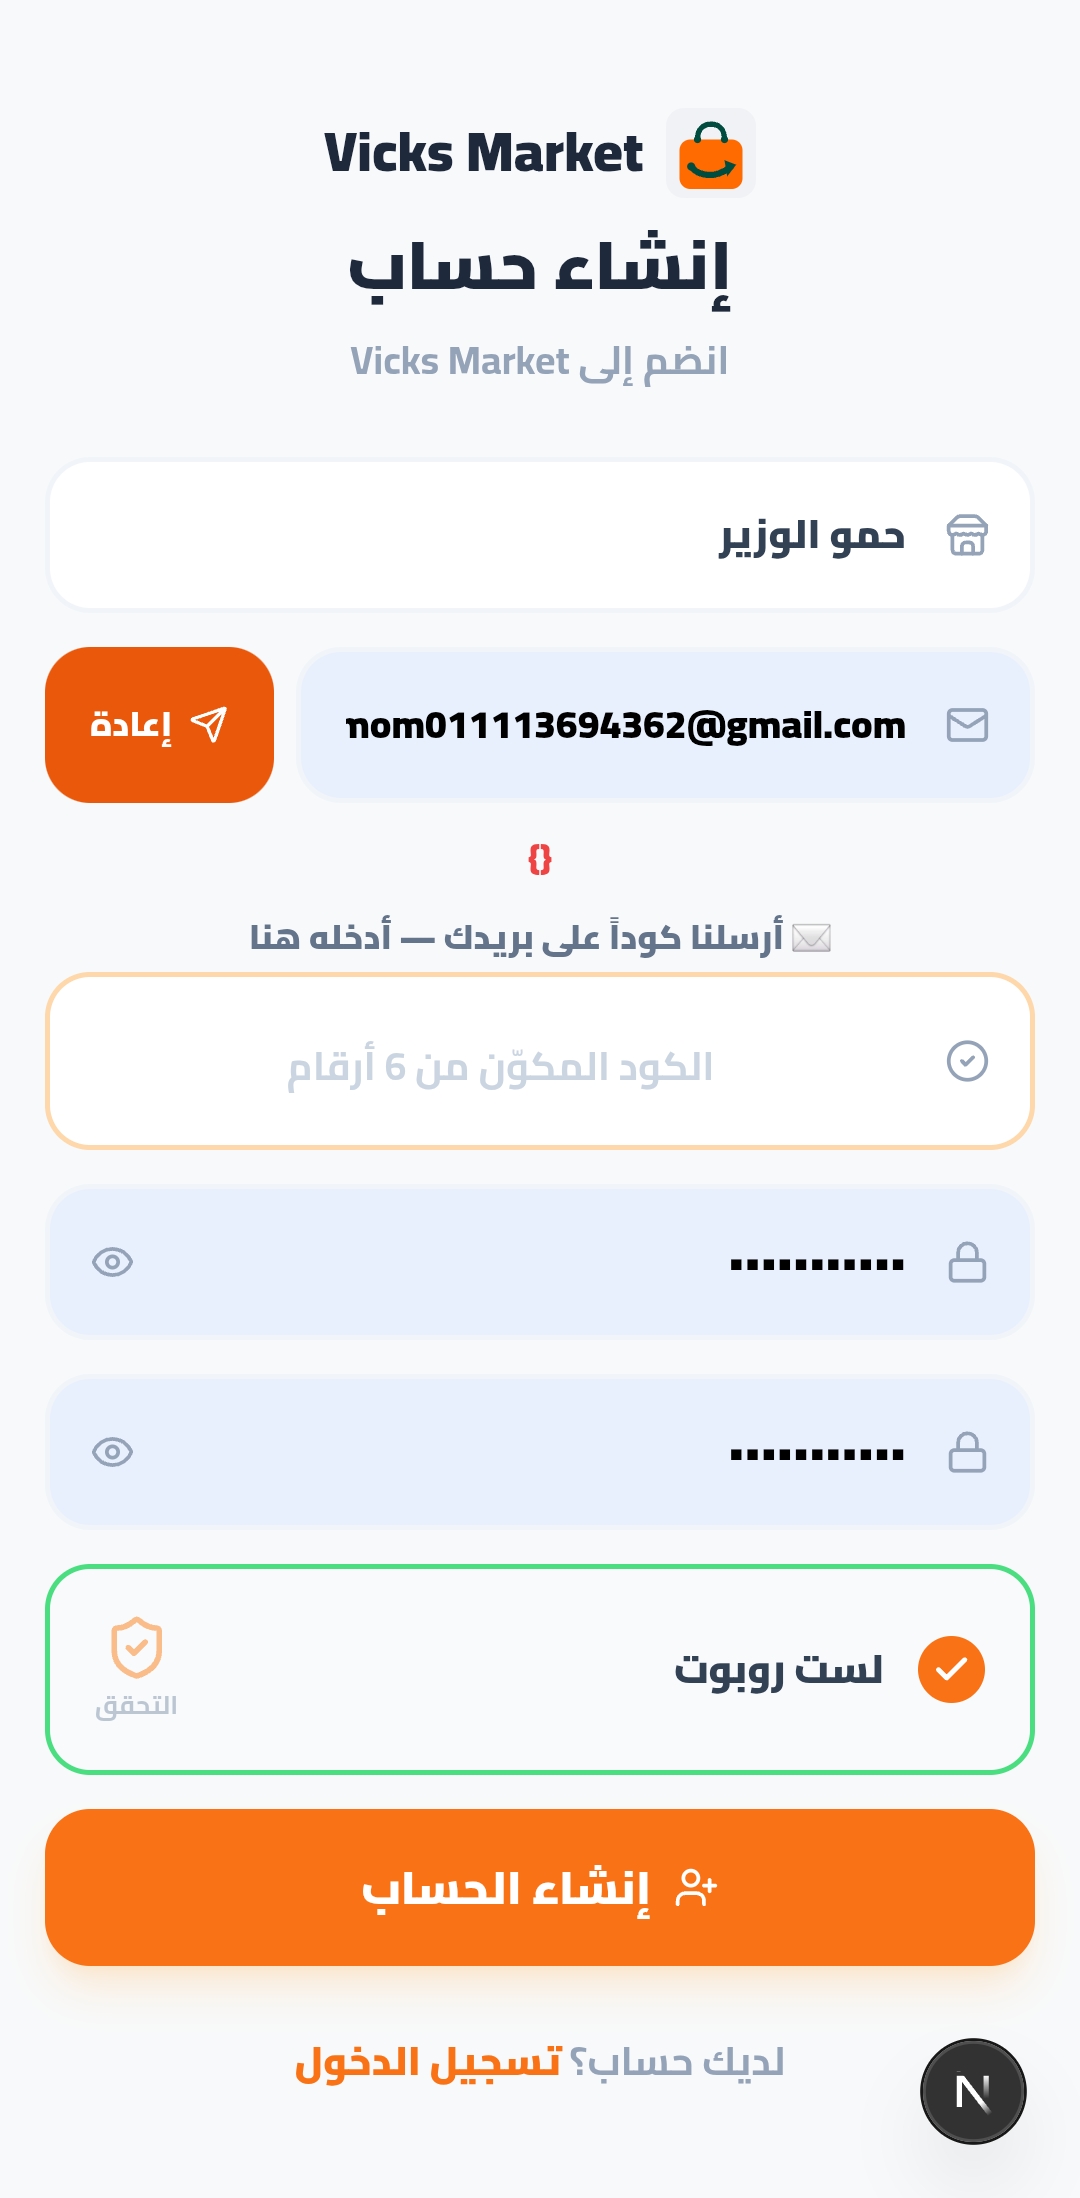 Vicks Market
إنشاء حساب
انضم إلى Vicks Market
حمو الوزير
mom011113694362@gmail.com
إعادة
{}
✉️ أرسلنا كوداً على بريدك — أدخله هنا
الكود المكوّن من 6 أرقام
لست روبوت
التحقق
إنشاء الحساب
لديك حساب؟ تسجيل الدخول
N